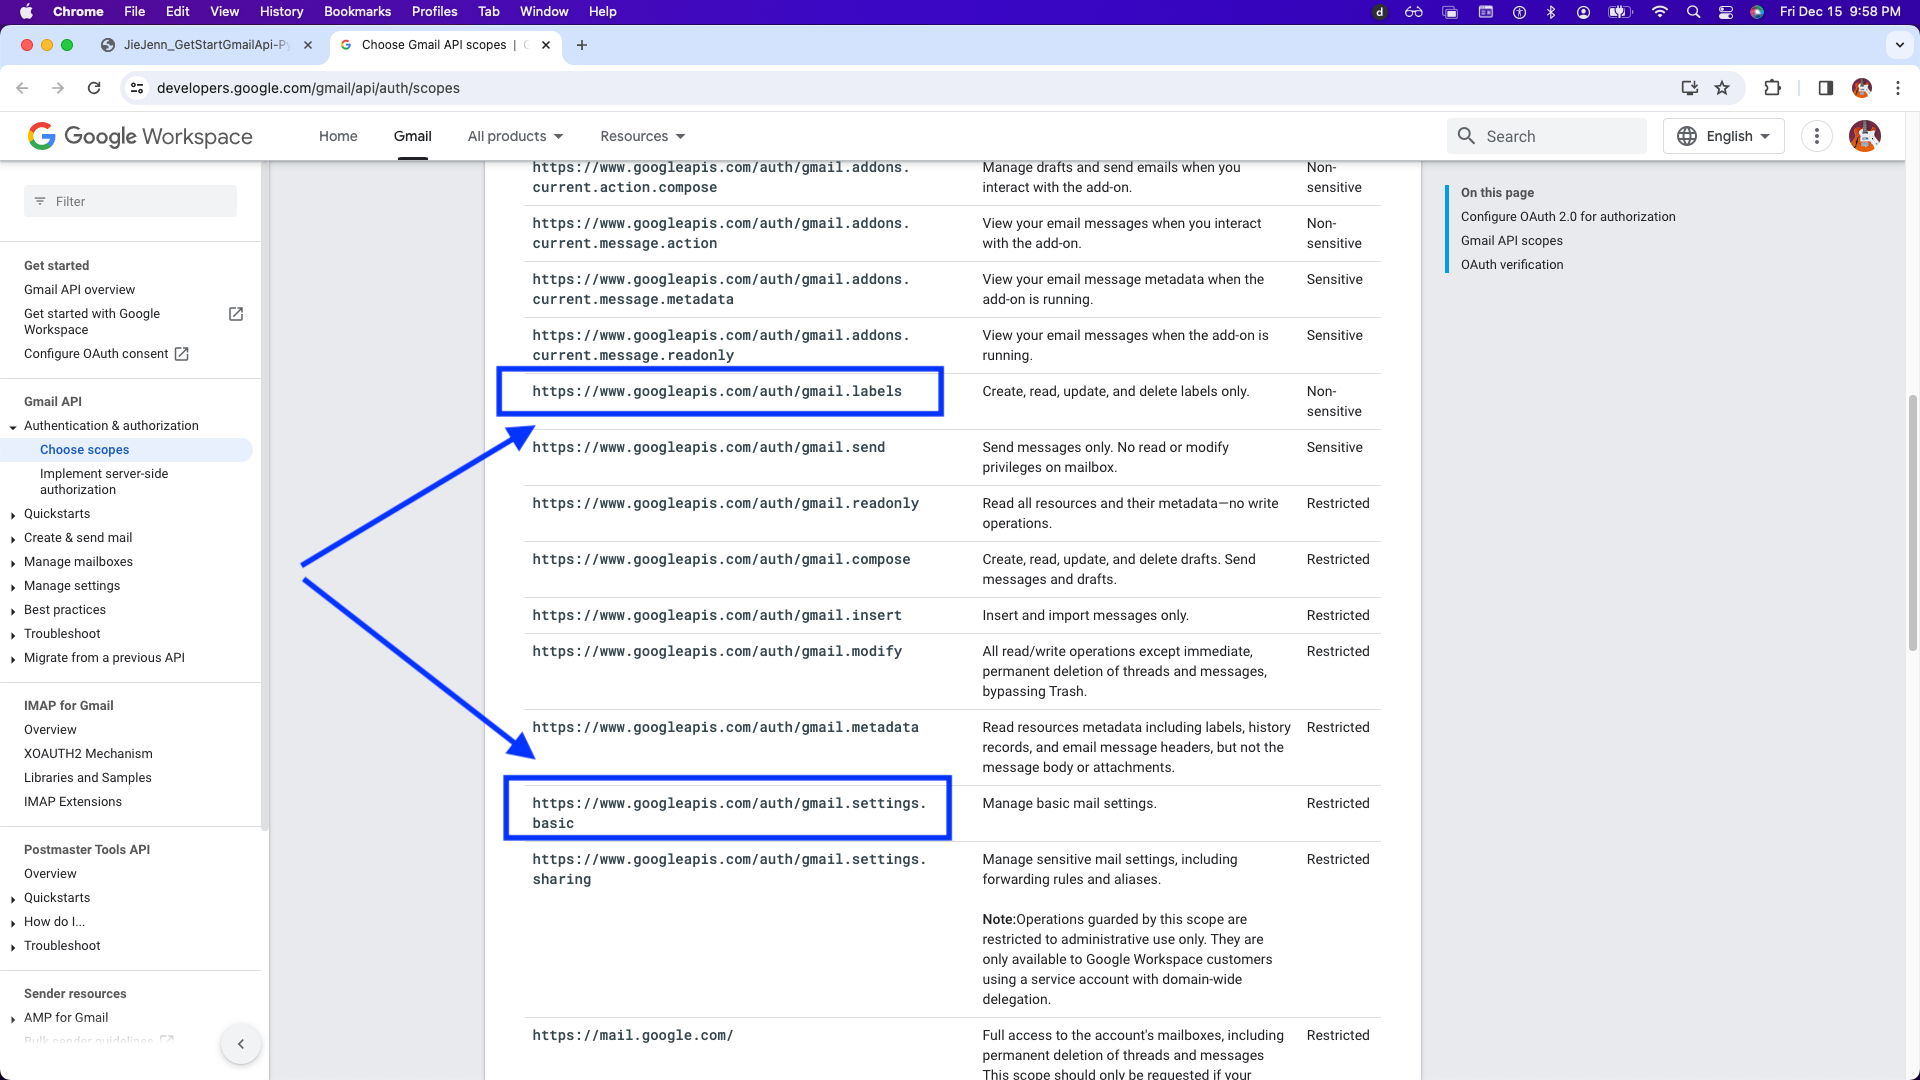 Chrome File Edit View History Bookmarks Profiles Tab Window Help
d
Fri Dec 15 9:58 PM
JieJenn_GetStartGmailApi-P
Choose Gmail API scopes |
developers.google.com/gmail/api/auth/scopes
Google Workspace
Home Gmail All products Resources
Search
English
Filter
Get started
Gmail API overview
Get started with Google
Workspace
Configure OAuth consent
Gmail API
Authentication & authorization
Choose scopes
Implement server-side
authorization
Quickstarts
Create & send mail
Manage mailboxes
Manage settings
Best practices
Troubleshoot
Migrate from a previous API
IMAP for Gmail
Overview
XOAUTH2 Mechanism
Libraries and Samples
IMAP Extensions
Postmaster Tools API
Overview
Quickstarts
How do I...
Troubleshoot
Sender resources
AMP for Gmail
Bulk sender guidelines
https://www.googleapis.com/auth/gmail.addons.
current.action.compose
Manage drafts and send emails when you
interact with the add-on.
Non-
sensitive
https://www.googleapis.com/auth/gmail.addons.
current.message.action
View your email messages when you interact
with the add-on.
Non-
sensitive
https://www.googleapis.com/auth/gmail.addons.
current.message.metadata
View your email message metadata when the
add-on is running.
Sensitive
https://www.googleapis.com/auth/gmail.addons.
current.message.readonly
View your email messages when the add-on is
running.
Sensitive
https://www.googleapis.com/auth/gmail.labels
Create, read, update, and delete labels only.
Non-
sensitive
https://www.googleapis.com/auth/gmail.send
Send messages only. No read or modify
privileges on mailbox.
Sensitive
https://www.googleapis.com/auth/gmail.readonly
Read all resources and their metadata—no write
operations.
Restricted
https://www.googleapis.com/auth/gmail.compose
Create, read, update, and delete drafts. Send
messages and drafts.
Restricted
https://www.googleapis.com/auth/gmail.insert
Insert and import messages only.
Restricted
https://www.googleapis.com/auth/gmail.modify
All read/write operations except immediate,
permanent deletion of threads and messages,
bypassing Trash.
Restricted
https://www.googleapis.com/auth/gmail.metadata
Read resources metadata including labels, history
records, and email message headers, but not the
message body or attachments.
Restricted
https://www.googleapis.com/auth/gmail.settings.
basic
Manage basic mail settings.
Restricted
https://www.googleapis.com/auth/gmail.settings.
sharing
Manage sensitive mail settings, including
forwarding rules and aliases.
Restricted
Note:Operations guarded by this scope are
restricted to administrative use only. They are
only available to Google Workspace customers
using a service account with domain-wide
delegation.
https://mail.google.com/
Full access to the account's mailboxes, including
permanent deletion of threads and messages
This scope should only be requested if your
Restricted
On this page
Configure OAuth 2.0 for authorization
Gmail API scopes
OAuth verification